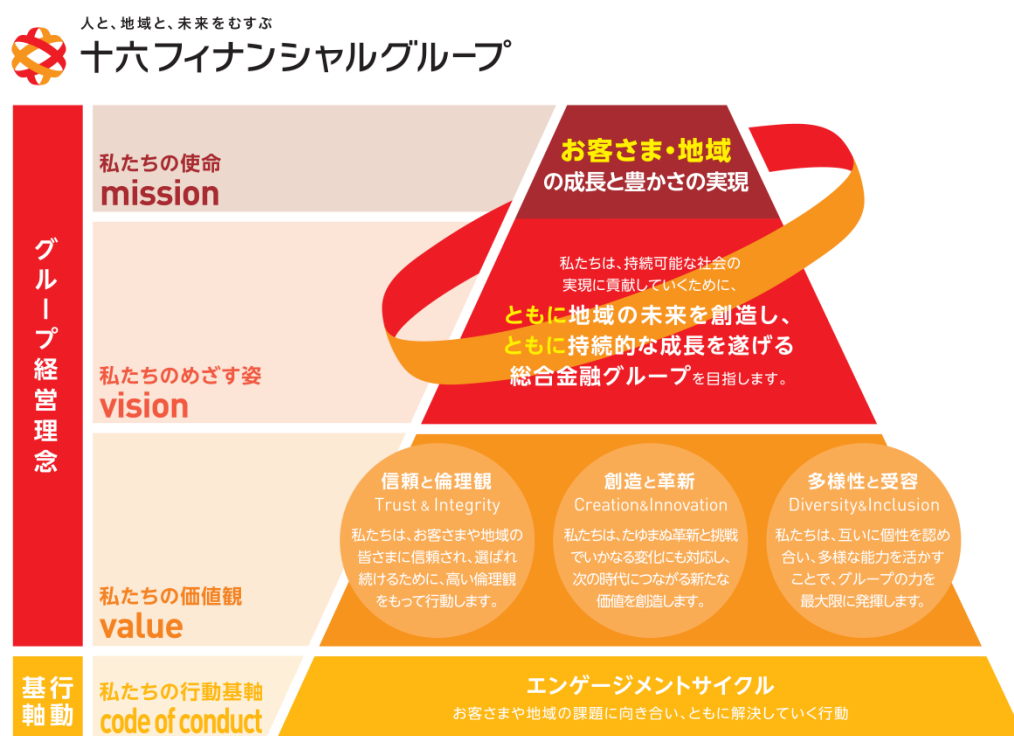 人と、地域と、未来をむすぶ
十六フィナンシャルグループ
グループ経営理念
私たちの使命
mission
お客さま・地域
の成長と豊かさの実現
私たちのめざす姿
vision
私たちは、持続可能な社会の
実現に貢献していくために、
ともに地域の未来を創造し、
ともに持続的な成長を遂げる
総合金融グループを目指します。
私たちの価値観
value
信頼と倫理観
Trust & Integrity
私たちは、お客さまや地域の
皆さまに信頼され、選ばれ
続けるために、高い倫理観
をもって行動します。
創造と革新
Creation&Innovation
私たちは、たゆまぬ革新と挑戦
でいかなる変化にも対応し、
次の時代につながる新たな
価値を創造します。
多様性と受容
Diversity&Inclusion
私たちは、互いに個性を認め
合い、多様な能力を活かす
ことで、グループの力を
最大限に発揮します。
行動基軸
私たちの行動基軸
code of conduct
エンゲージメントサイクル
お客さまや地域の課題に向き合い、ともに解決していく行動